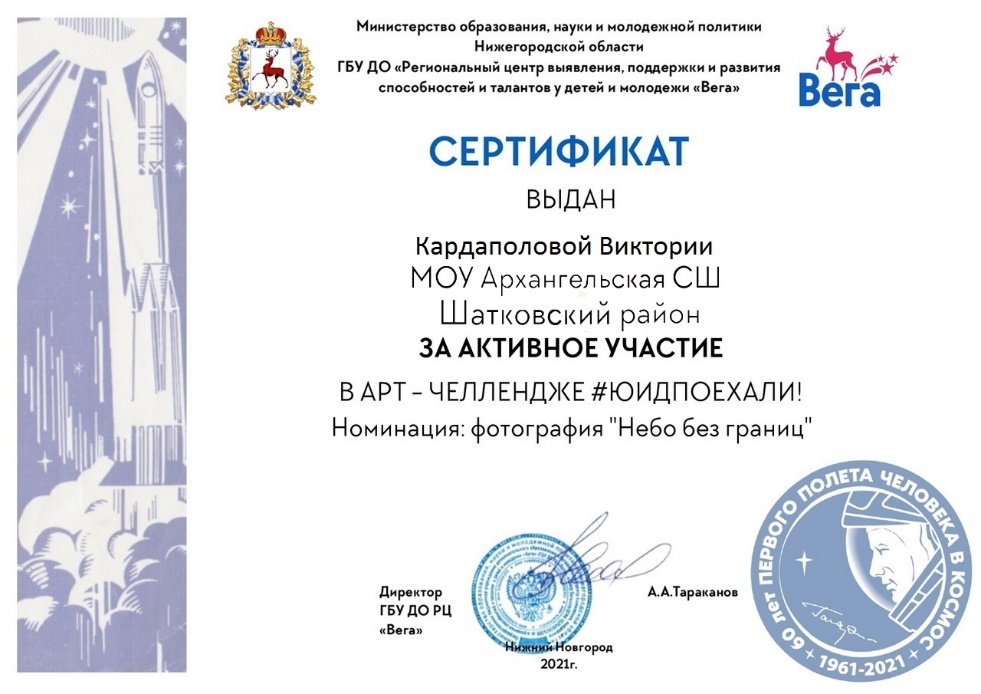 Министерство образования, науки и молодежной политики
Нижегородской области
ГБУ ДО «Региональный центр выявления, поддержки и развития
способностей и талантов у детей и молодежи «Вега»
Вега
СЕРТИФИКАТ
ВЫДАН
Кардаполовой Виктории
МОУ Архангельская СШ
Шатковский район
ЗА АКТИВНОЕ УЧАСТИЕ
В АРТ – ЧЕЛЛЕНДЖЕ #ЮИДПОЕХАЛИ!
Номинация: фотография "Небо без границ"
Директор
ГБУ ДО РЦ
«Вега»
А.А.Тараканов
Нижний Новгород
2021г.
60 лет ПЕРВОГО ПОЛЕТА ЧЕЛОВЕКА В КОСМОС
1961-2021